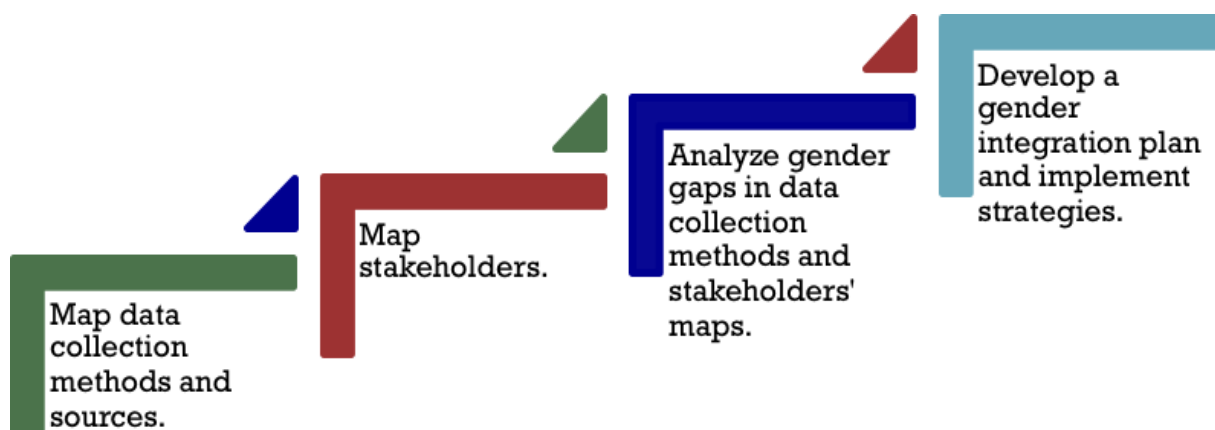 Map data
collection
methods and
sources.
Map
stakeholders.
Analyze gender
gaps in data
collection
methods and
stakeholders'
maps.
Develop a
gender
integration plan
and implement
strategies.